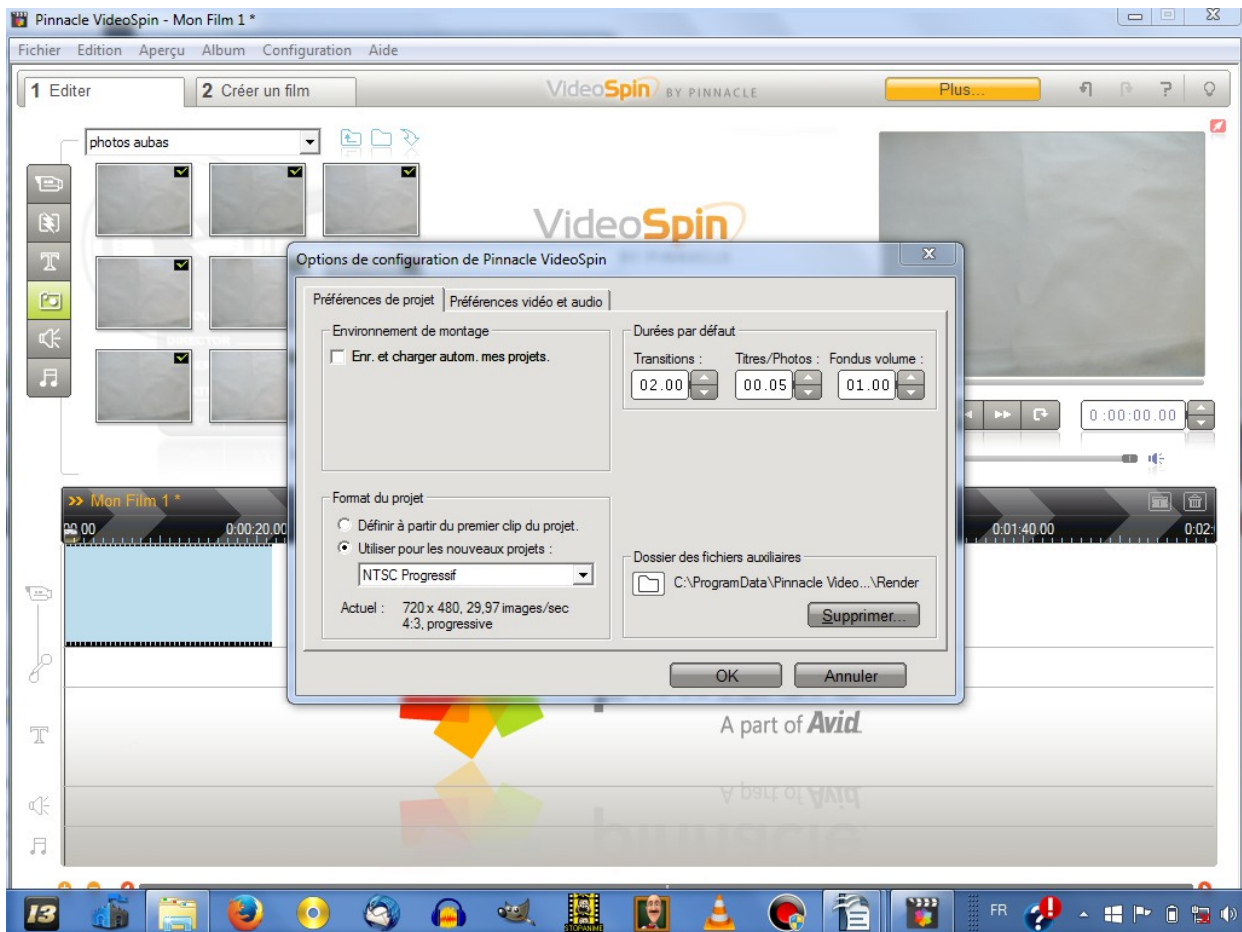 Pinnacle VideoSpin - Mon Film 1 *
Fichier Edition Aperçu Album Configuration Aide
1 Editer
2 Créer un film
VideoSpin BY PINNACLE
Plus...
photos aubas
VideoSpin
Options de configuration de Pinnacle VideoSpin
Préférences de projet
Préférences vidéo et audio
Environnement de montage
Enr. et charger autom. mes projets.
Durées par défaut
Transitions : Titres/Photos : Fondus volume :
02.00 00.05 01.00
0:00:00.00
Format du projet
Définir à partir du premier clip du projet.
Utiliser pour les nouveaux projets :
NTSC Progressif
Actuel : 720 x 480, 29,97 images/sec
4:3, progressive
Dossier des fichiers auxiliaires
C:\ProgramData\Pinnacle Video...\Render
Supprimer...
OK Annuler
Mon Film 1 *
0:00:20.00 0:01:40.00 0:02:
A part of Avid
13
STOPANIME
FR